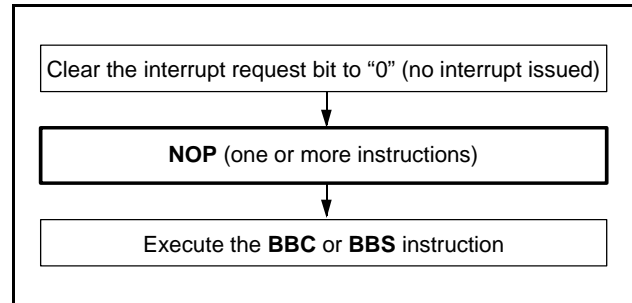 Clear the interrupt request bit to “0” (no interrupt issued)
NOP (one or more instructions)
Execute the BBC or BBS instruction